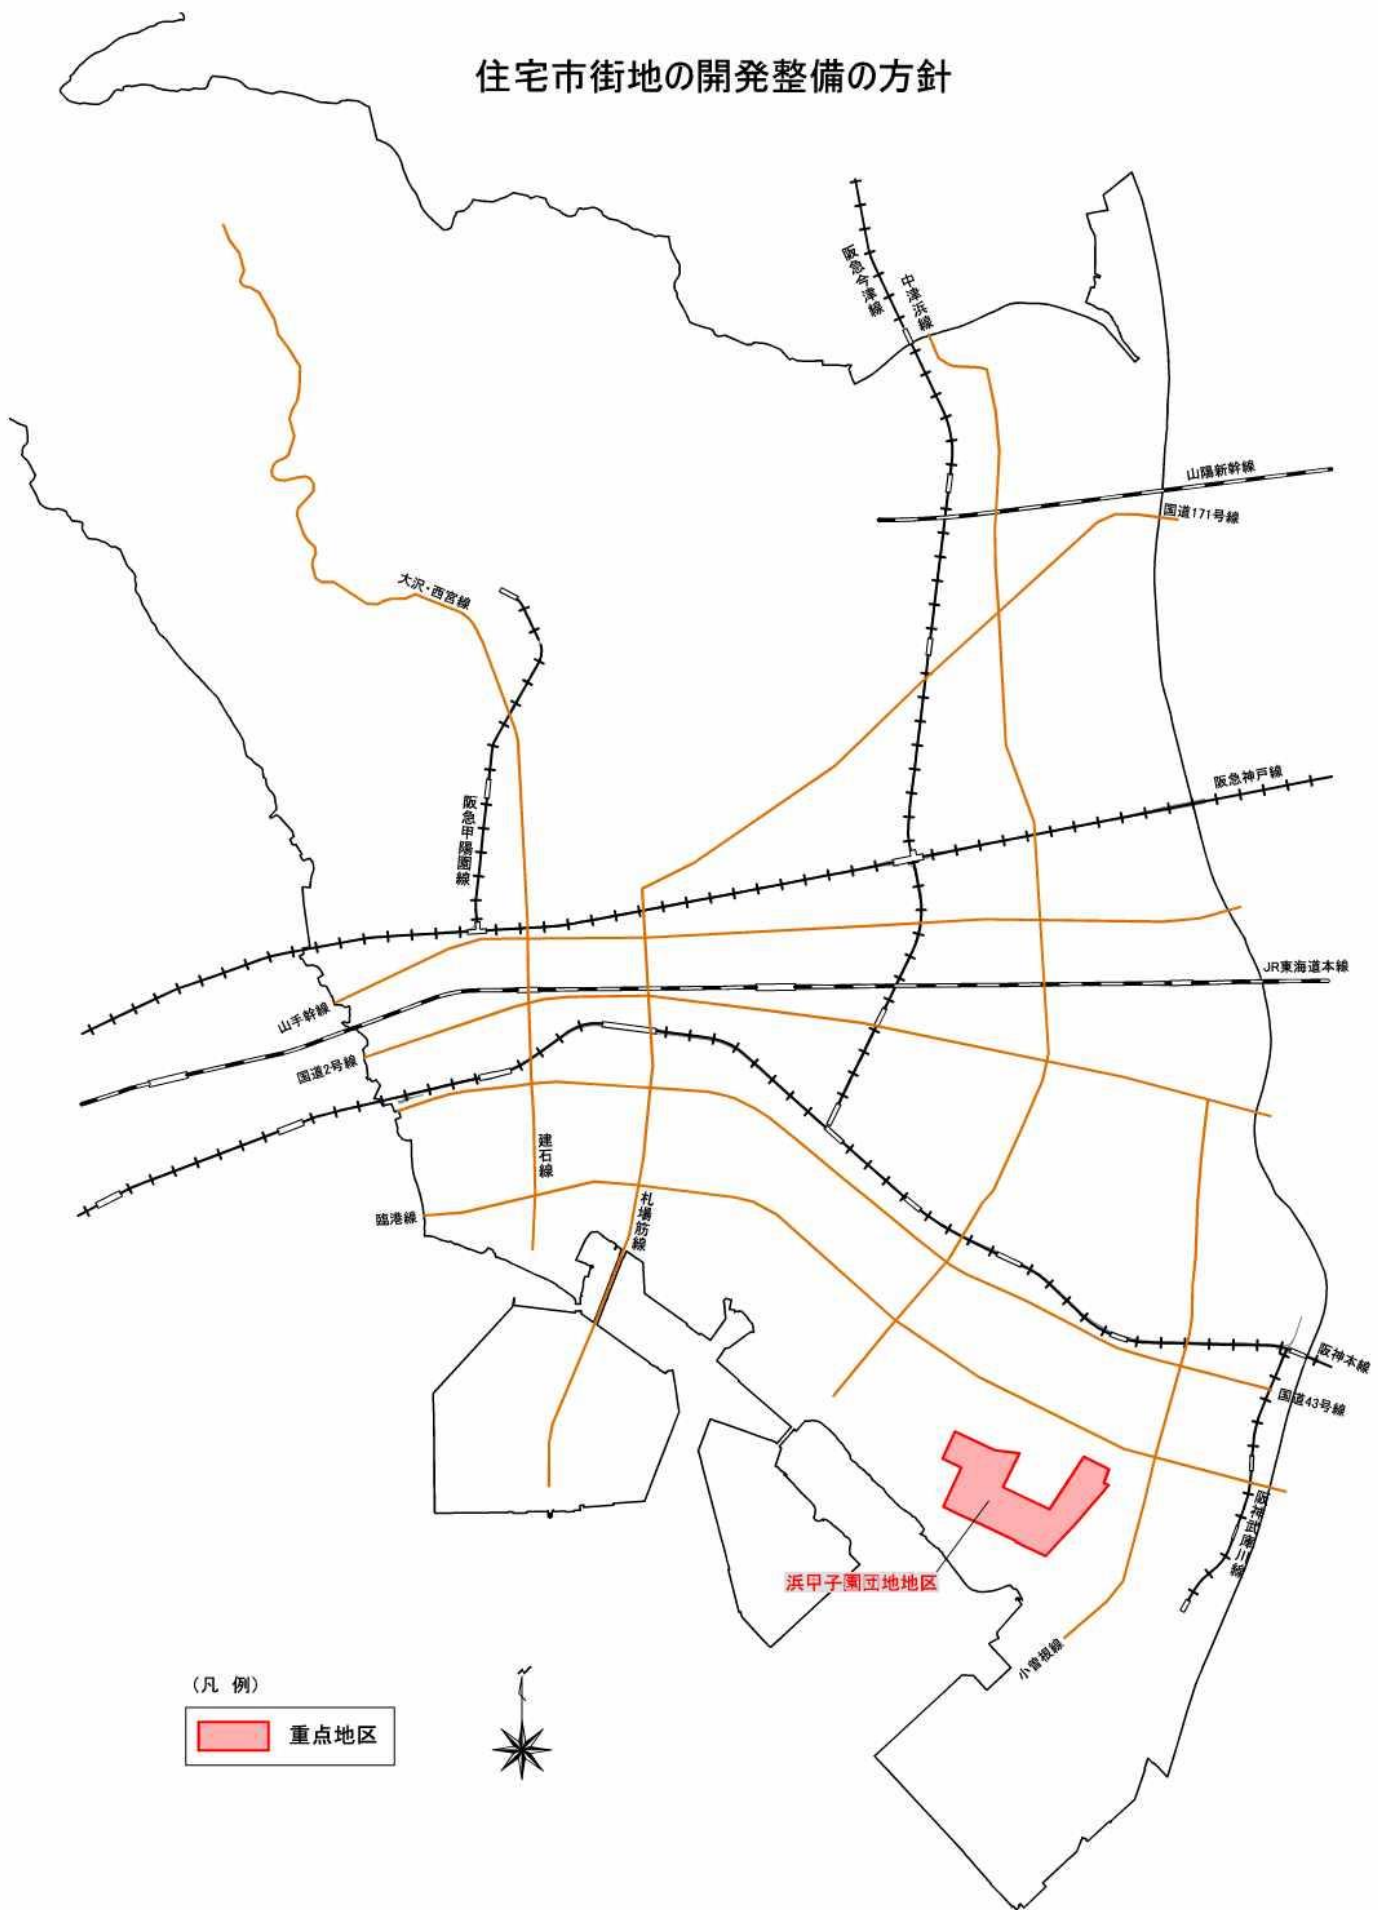 住宅市街地の開発整備の方針
阪急今津線
中津浜線
山陽新幹線
国道171号線
大沢・西宮線
阪急神戸線
阪急甲陽園線
JR東海道本線
山手幹線
国道2号線
建石線
札場筋線
臨港線
阪神本線
国道43号線
阪神武庫川線
浜甲子園団地地区
小曽根線
(凡 例)
重点地区